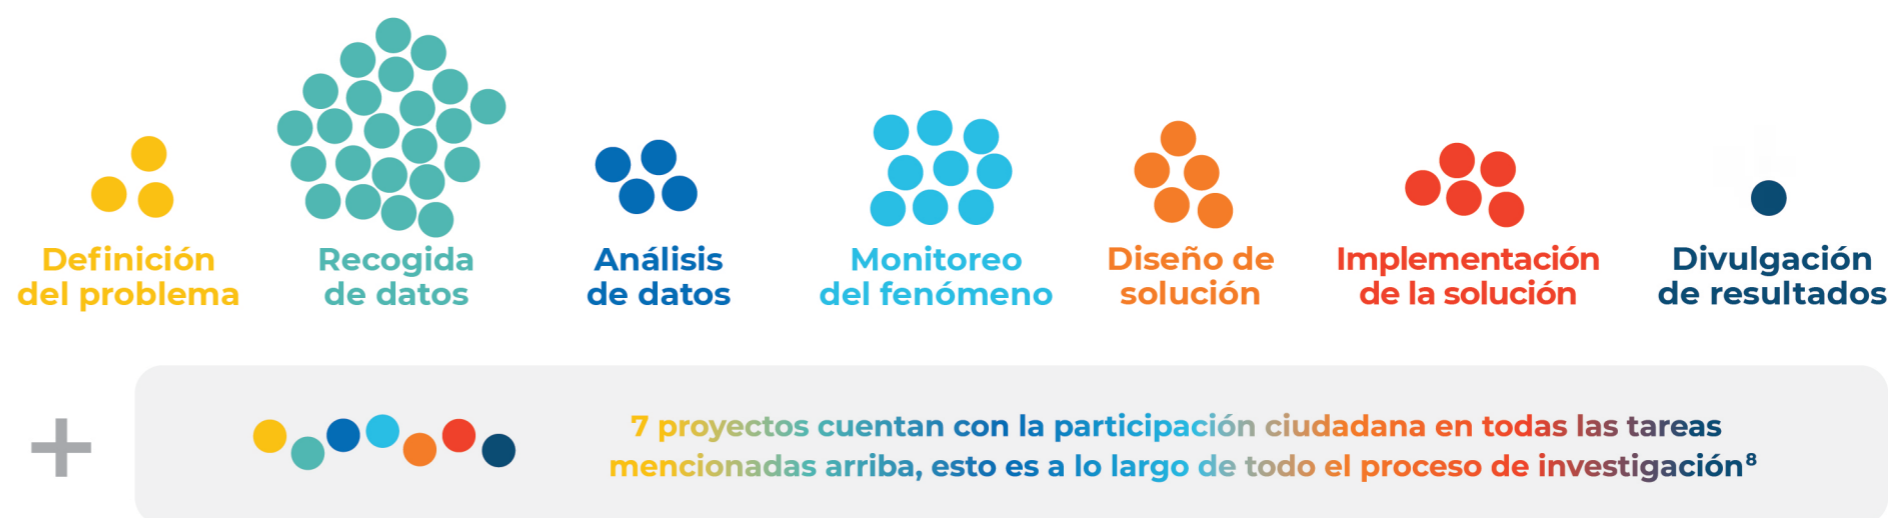 Definición
del problema
Recogida
de datos
Análisis
de datos
Monitoreo
del fenómeno
Diseño de
solución
Implementación
de la solución
Divulgación
de resultados
+
7 proyectos cuentan con la participación ciudadana en todas las tareas
mencionadas arriba, esto es a lo largo de todo el proceso de investigación⁸